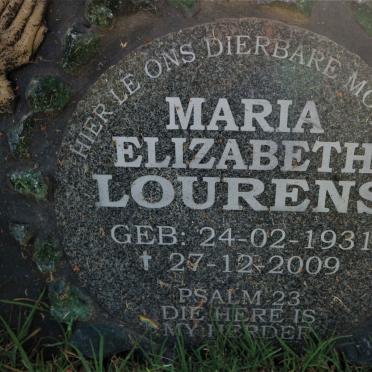 HIER LE ONS DIERBARE MO
MARIA
ELIZABETH
LOURENS
GEB: 24-02-1931
† 27-12-2009
PSALM 23
DIE HERE IS
MY HERDER